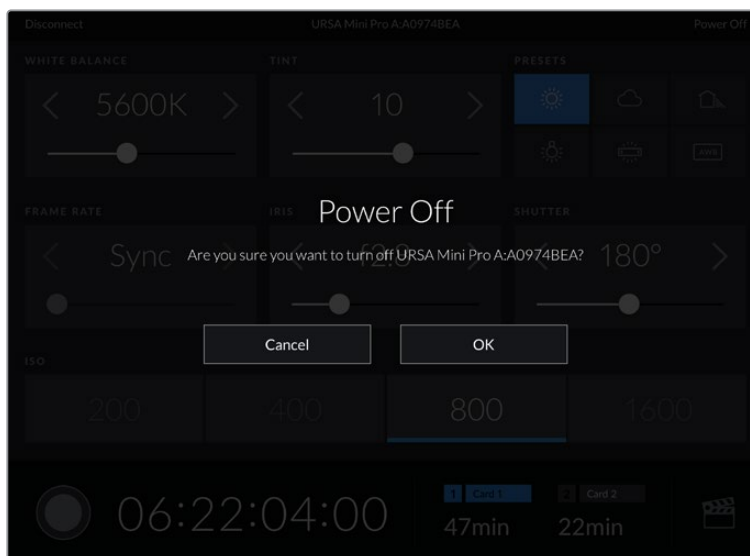 Disconnect URSA Mini Pro A:A0974BEA Power Off
WHITE BALANCE TINT PRESETS
5600K 10
AWB
FRAME RATE IRIS SHUTTER
Power Off
Sync f2.8 180°
Are you sure you want to turn off URSA Mini Pro A:A0974BEA?
Cancel OK
ISO
200 400 800 1600
06:22:04:00
1 Card 1 2 Card 2
47min 22min